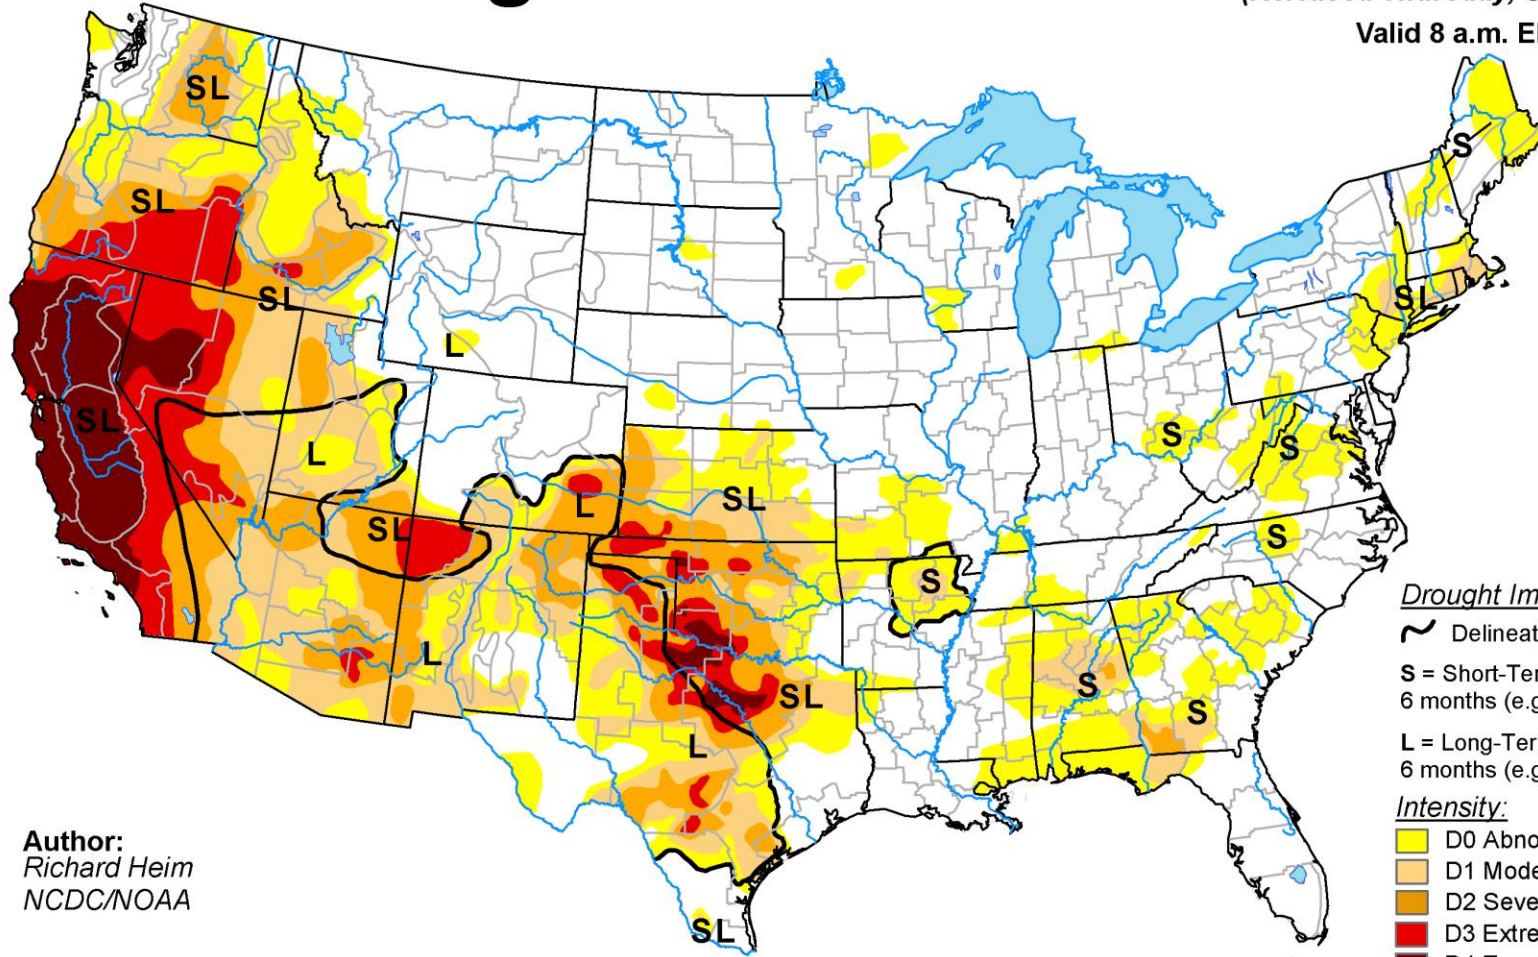 Valid 8 a.m.
SL
S
SL
SL
SL
L
SL
S
S
L
SL
L
SL
S
S
L
S
SL
L
S
SL
Drought
Delineat
S = Short-Ter
6 months (e.g
L = Long-Ter
6 months (e.g
Intensity:
D0 Abno
D1 Mode
D2 Seve
D3 Extre
Author:
Richard Heim
NCDC/NOAA